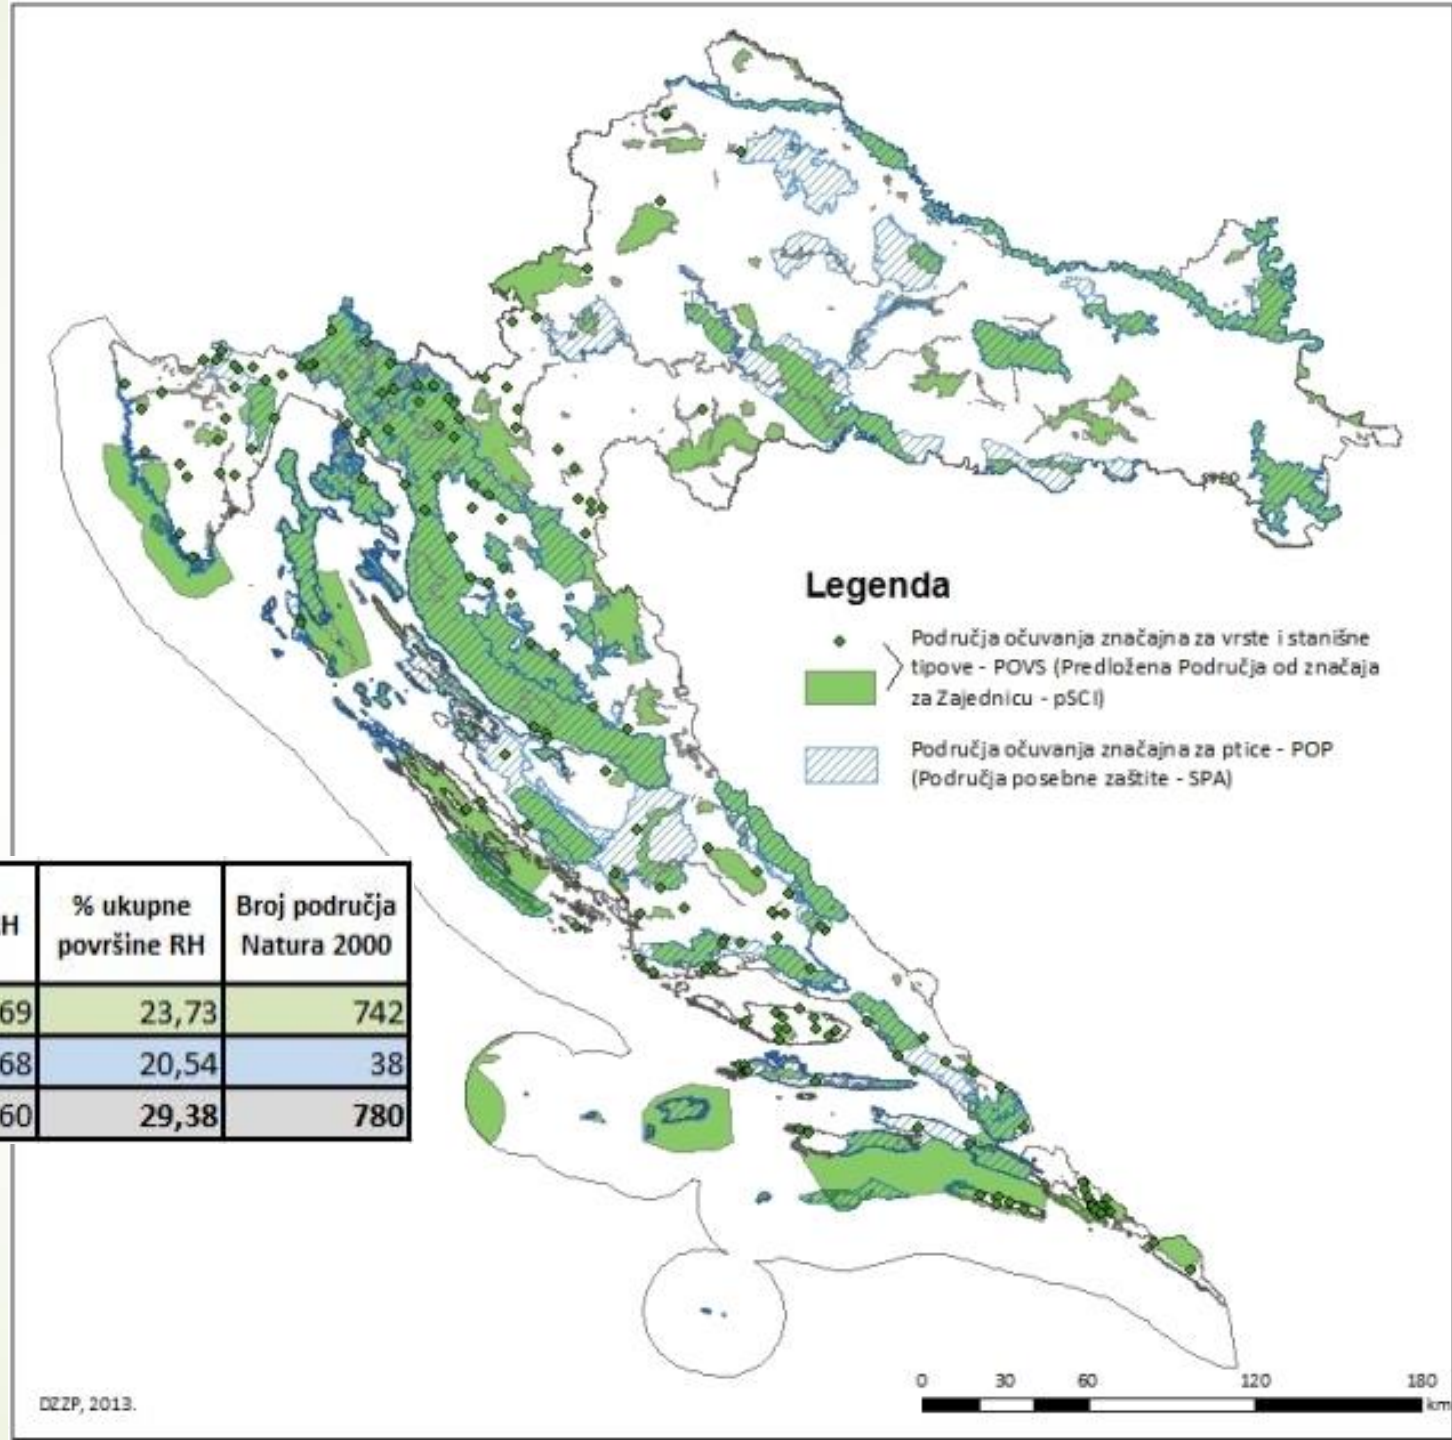 Legenda
Područja očuvanja značajna za vrste i stanišne
tipove - POVS (Predložena Područja od značaja
za Zajednicu - pSCI)
Područja očuvanja značajna za ptice - POP
(Područja posebne zaštite - SPA)
H % ukupne Broj područja
površine RH Natura 2000
69 23,73 742
68 20,54 38
60 29,38 780
DZZP, 2013.
0 30 60 120 180
km